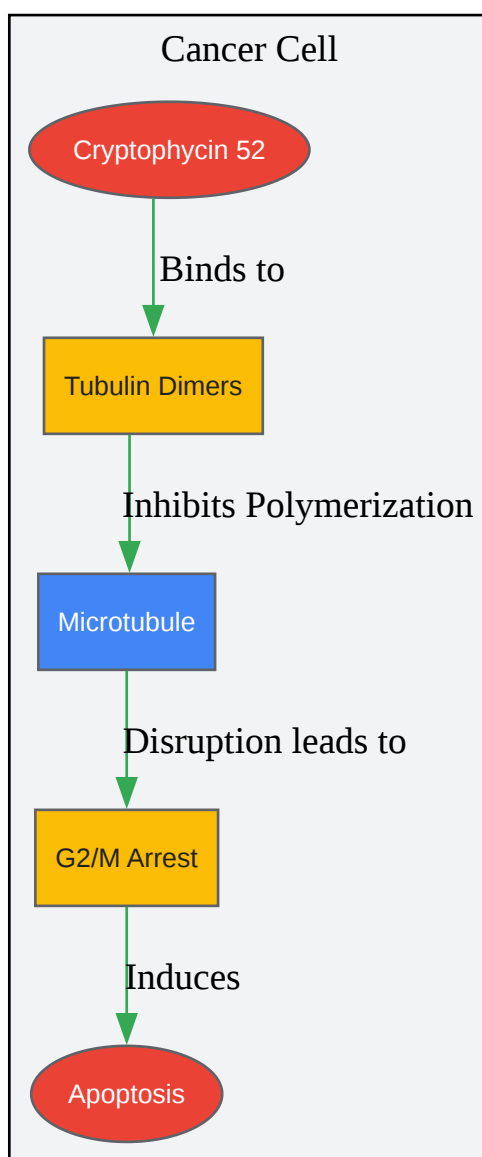 Cancer Cell
Cryptophycin 52
Binds to
Tubulin Dimers
Inhibits Polymerization
Microtubule
Disruption leads to
G2/M Arrest
Induces
Apoptosis